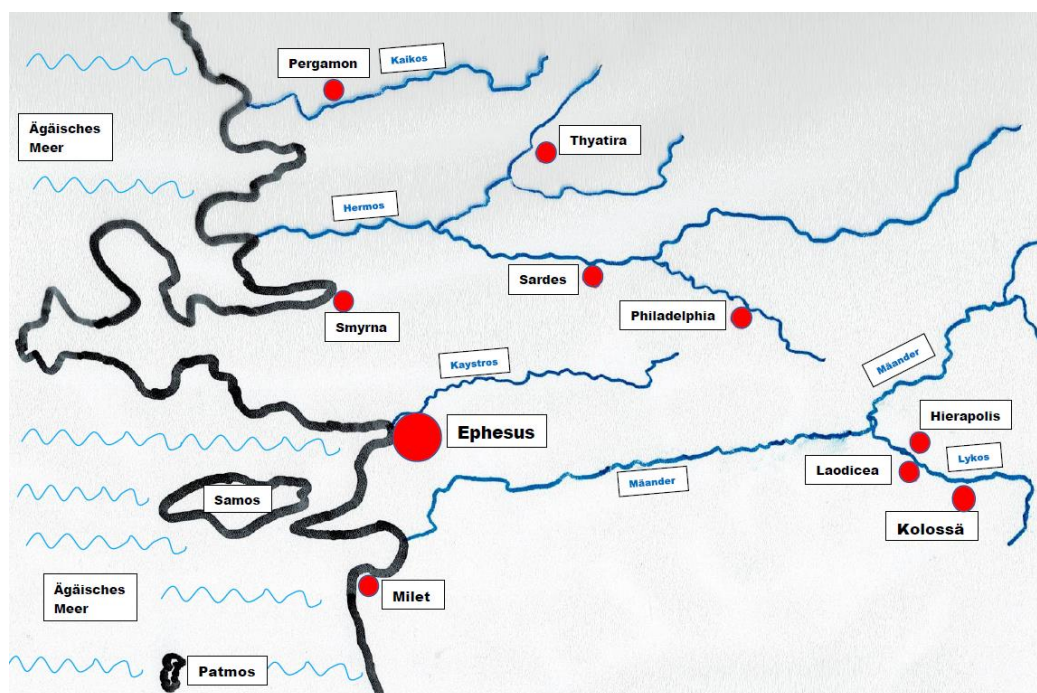 Pergamon
Kaikos
Ägäisches
Meer
Thyatira
Hermos
Sardes
Philadelphia
Smyrna
Kaystros
Mäander
Ephesus
Hierapolis
Laodicea
Lykos
Mäander
Samos
Kolossä
Ägäisches
Meer
Milet
Patmos